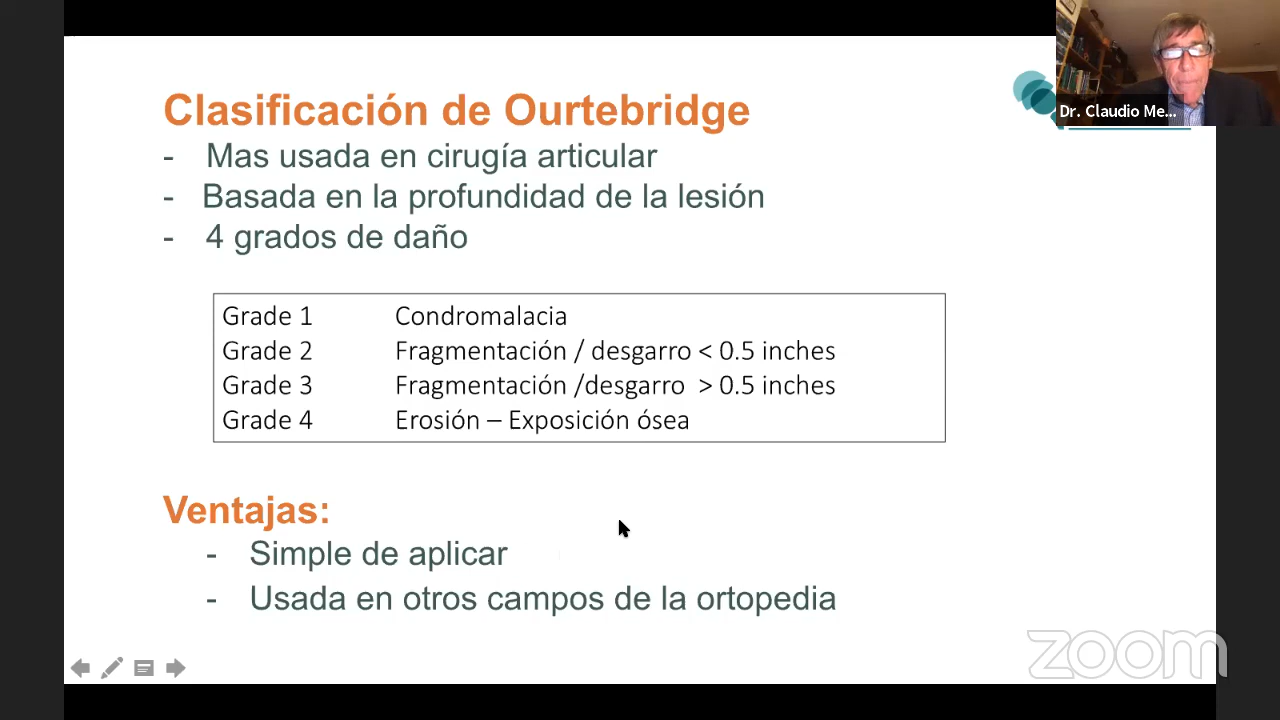 Clasificación de Ourtebridge
- Mas usada en cirugía articular
- Basada en la profundidad de la lesión
- 4 grados de daño
Grade 1 Condromalacia
Grade 2 Fragmentación / desgarro < 0.5 inches
Grade 3 Fragmentación /desgarro > 0.5 inches
Grade 4 Erosión – Exposición ósea
Ventajas:
- Simple de aplicar
- Usada en otros campos de la ortopedia
Dr. Claudio Me...
zoom